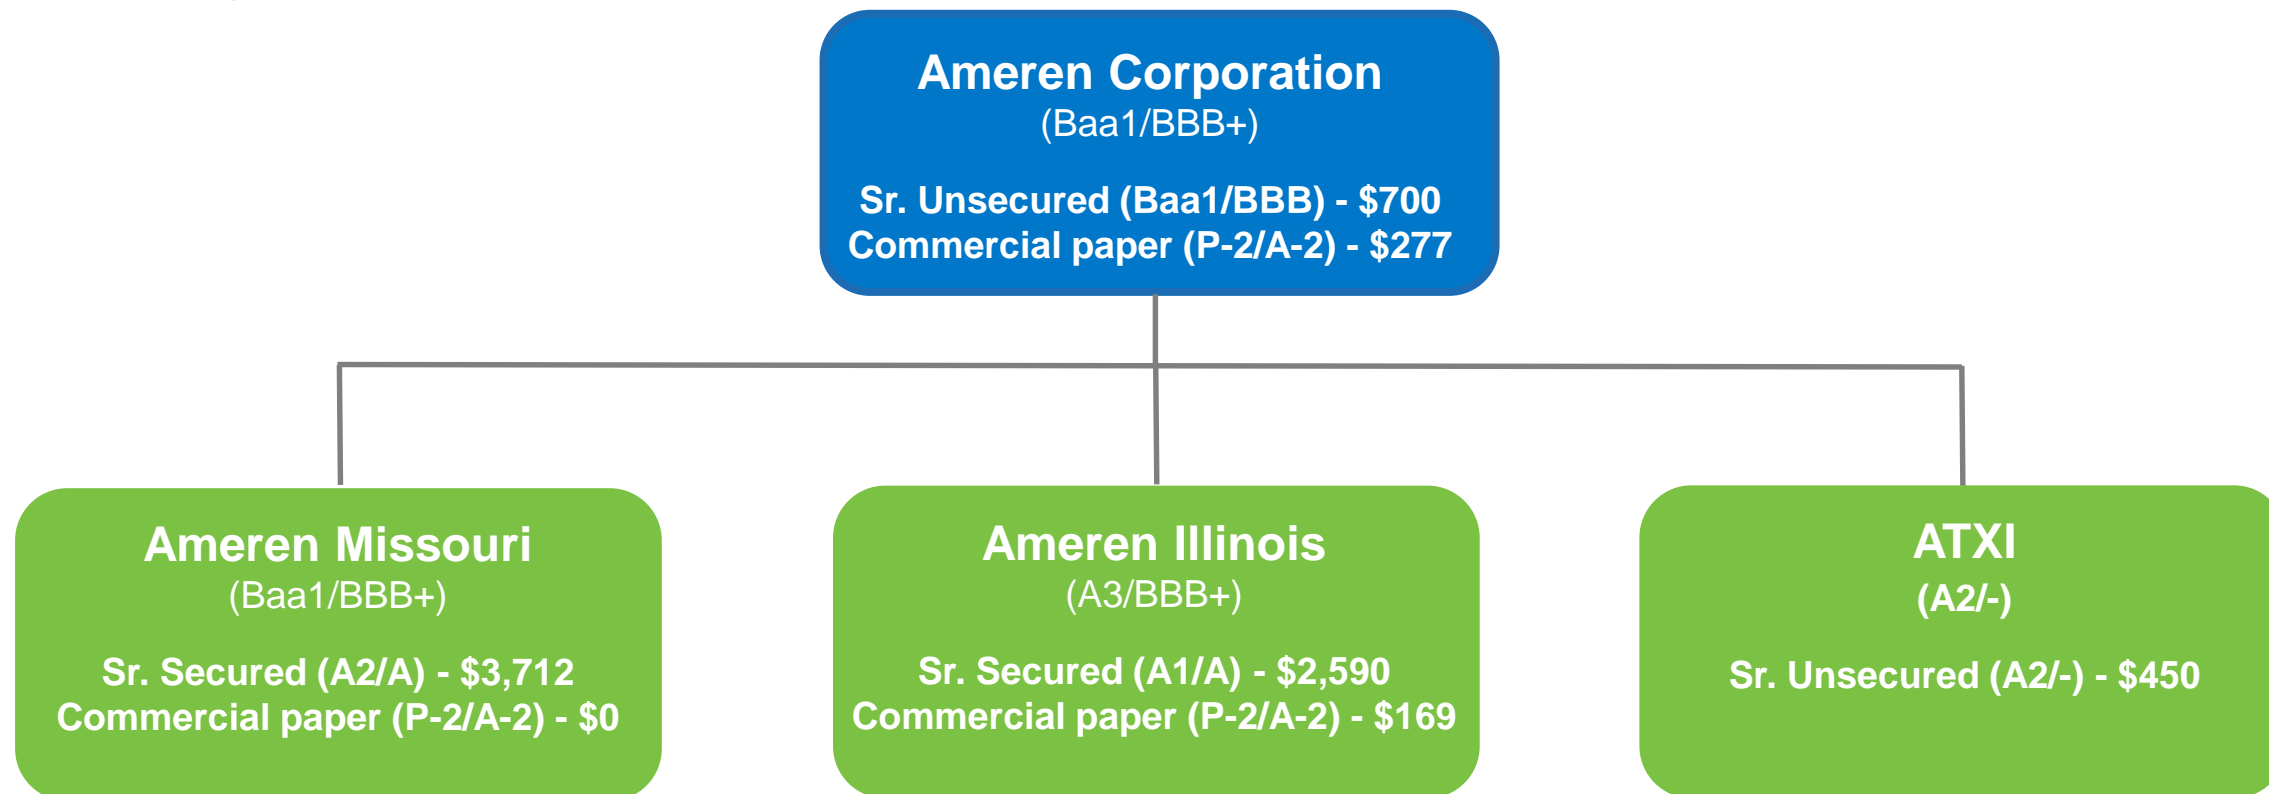 Ameren Corporation
(Baa1/BBB+)
Sr. Unsecured (Baa1/BBB) - $700
Commercial paper (P-2/A-2) - $277
Ameren Missouri
(Baa1/BBB+)
Sr. Secured (A2/A) - $3,712
Commercial paper (P-2/A-2) - $0
Ameren Illinois
(A3/BBB+)
Sr. Secured (A1/A) - $2,590
Commercial paper (P-2/A-2) - $169
ATXI
(A2/-)
Sr. Unsecured (A2/-) - $450